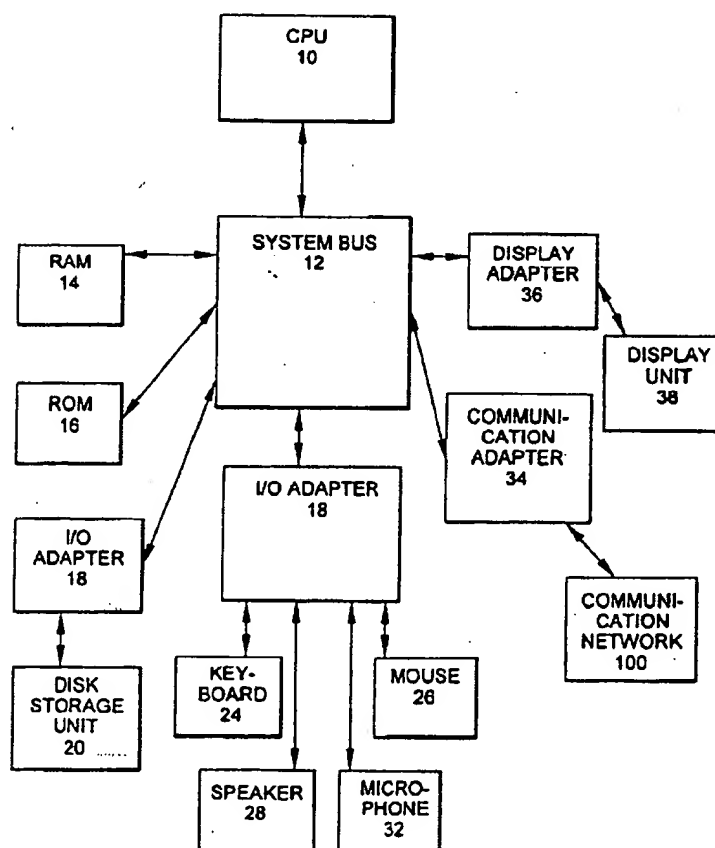 CPU
10
SYSTEM BUS
12
RAM
14
DISPLAY
ADAPTER
36
DISPLAY
UNIT
38
ROM
16
COMMUNI-
CATION
ADAPTER
34
I/O ADAPTER
18
I/O
ADAPTER
18
COMMUNI-
CATION
NETWORK
100
DISK
STORAGE
UNIT
20
KEY-
BOARD
24
MOUSE
26
SPEAKER
28
MICRO-
PHONE
32